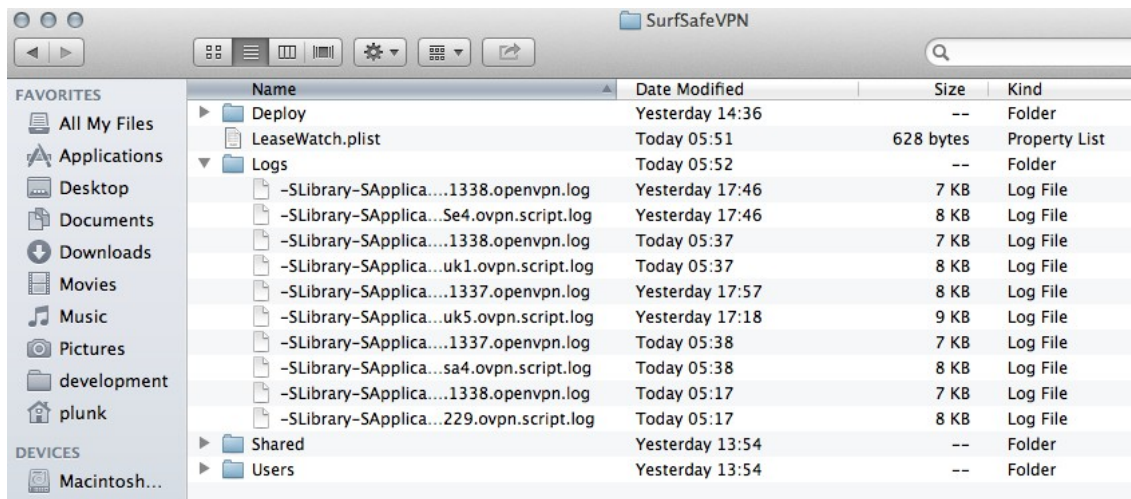 SurfSafeVPN
FAVORITES
All My Files
Applications
Desktop
Documents
Downloads
Movies
Music
Pictures
development
plunk
DEVICES
Macintosh...
Name Date Modified Size Kind
Deploy Yesterday 14:36 -- Folder
LeaseWatch.plist Today 05:51 628 bytes Property List
Logs Today 05:52 -- Folder
-SLibrary-SApplica....1338.openvpn.log Yesterday 17:46 7 KB Log File
-SLibrary-SApplica...Se4.ovpn.script.log Yesterday 17:46 8 KB Log File
-SLibrary-SApplica....1338.openvpn.log Today 05:37 7 KB Log File
-SLibrary-SApplica...uk1.ovpn.script.log Today 05:37 8 KB Log File
-SLibrary-SApplica....1337.openvpn.log Yesterday 17:57 8 KB Log File
-SLibrary-SApplica...uk5.ovpn.script.log Yesterday 17:18 9 KB Log File
-SLibrary-SApplica....1337.openvpn.log Today 05:38 7 KB Log File
-SLibrary-SApplica...sa4.ovpn.script.log Today 05:38 8 KB Log File
-SLibrary-SApplica....1338.openvpn.log Today 05:17 7 KB Log File
-SLibrary-SApplica...229.ovpn.script.log Today 05:17 8 KB Log File
Shared Yesterday 13:54 -- Folder
Users Yesterday 13:54 -- Folder